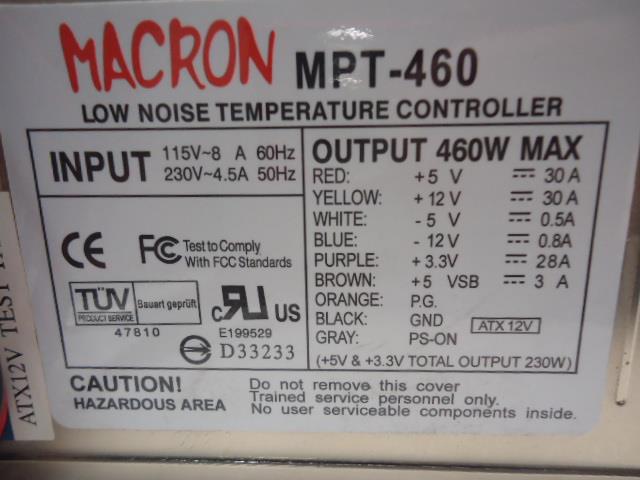 MACRON MPT-460
LOW NOISE TEMPERATURE CONTROLLER
INPUT 115V~8 A 60Hz
230V~4.5A 50Hz
OUTPUT 460W MAX
RED: +5 V ⎓ 30 A
YELLOW: +12 V ⎓ 30 A
WHITE: - 5 V ⎓ 0.5A
BLUE: - 12V ⎓ 0.8A
PURPLE: +3.3V ⎓ 28 A
BROWN: +5 VSB ⎓ 3 A
ORANGE: P.G.
BLACK: GND ATX 12V
GRAY: PS-ON
(+5V & +3.3V TOTAL OUTPUT 230W)
CE FC Test to Comply
With FCC Standards
TÜV Bauart geprüft
PRODUCT SERVICE
47810
c RU US
E199529
D33233
CAUTION!
HAZARDOUS AREA
Do not remove this cover
Trained service personnel only.
No user serviceable components inside.
ATX12V TEST